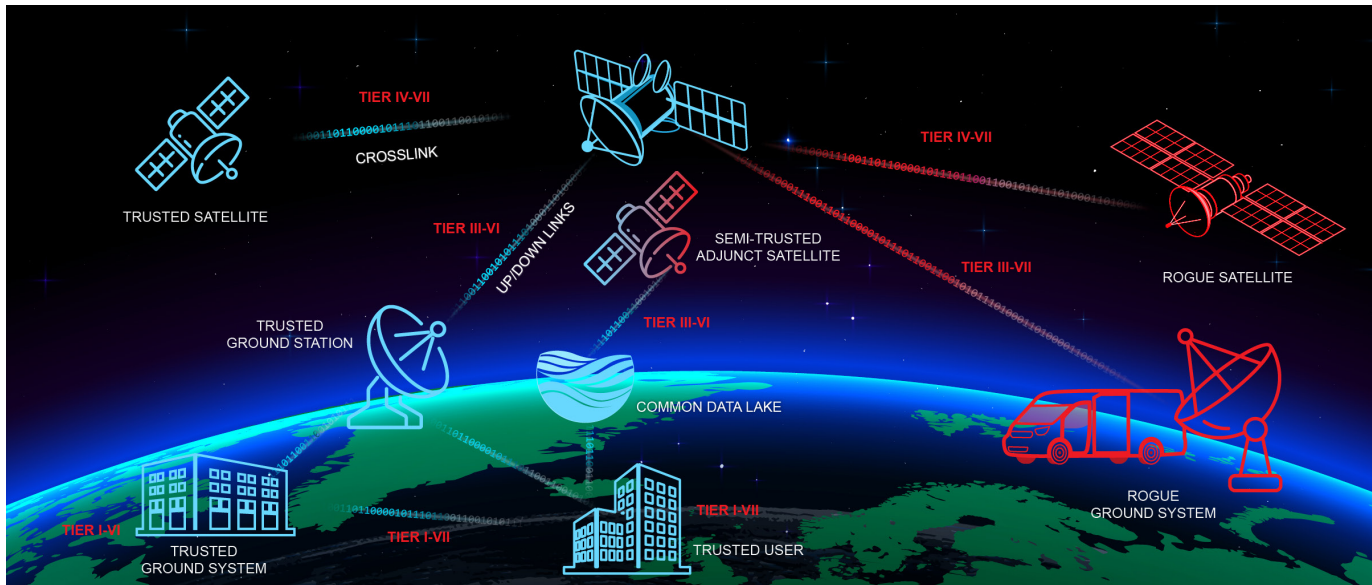 TIER IV-VII
CROSSLINK
TRUSTED SATELLITE
TIER IV-VII
TIER III-VI
UP/DOWN LINKS
SEMI-TRUSTED
ADJUNCT SATELLITE
TIER III-VII
ROGUE SATELLITE
TRUSTED
GROUND STATION
TIER III-VI
COMMON DATA LAKE
TIER I-VI
TRUSTED
GROUND SYSTEM
TIER I-VII
TIER I-VII
TRUSTED USER
ROGUE
GROUND SYSTEM